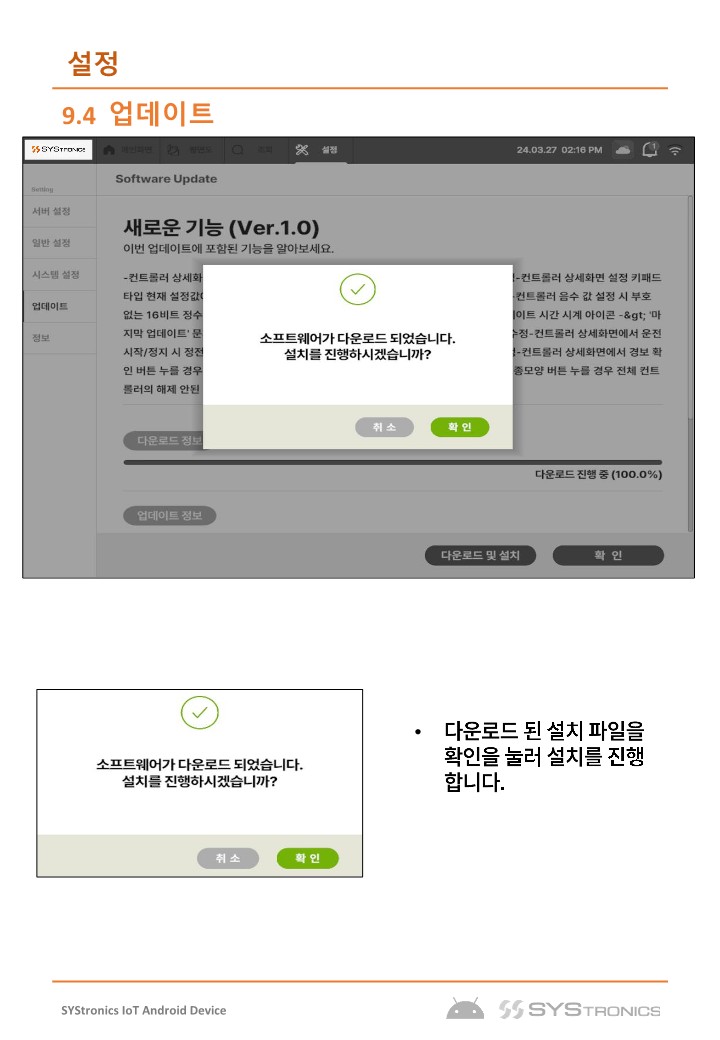 설정
9.4 업데이트
SYSTRONICS
설정
24.03.27 02:16 PM
1
Setting
Software Update
서버 설정
일반 설정
시스템 설정
업데이트
정보
새로운 기능 (Ver.1.0)
이번 업데이트에 포함된 기능을 알아보세요.
-컨트롤러 상세화
-컨트롤러 상세화면 설정 키패드
타입 현재 설정값
-컨트롤러 음수 값 설정 시 부호
없는 16비트 정수
이트 시간 시계 아이콘 -&gt; '마
지막 업데이트' 문
수정-컨트롤러 상세화면에서 운전
시작/정지 시 정전
-컨트롤러 상세화면에서 경보 확
인 버튼 누를 경우
종모양 버튼 누를 경우 전체 컨트
롤러의 해제 안된
소프트웨어가 다운로드 되었습니다.
설치를 진행하시겠습니까?
취 소
확 인
다운로드 정보
다운로드 진행 중 (100.0%)
업데이트 정보
다운로드 및 설치
확 인
소프트웨어가 다운로드 되었습니다.
설치를 진행하시겠습니까?
취 소
확 인
• 다운로드 된 설치 파일을
확인을 눌러 설치를 진행
합니다.
SYStronics IoT Android Device
SYSTRONICS